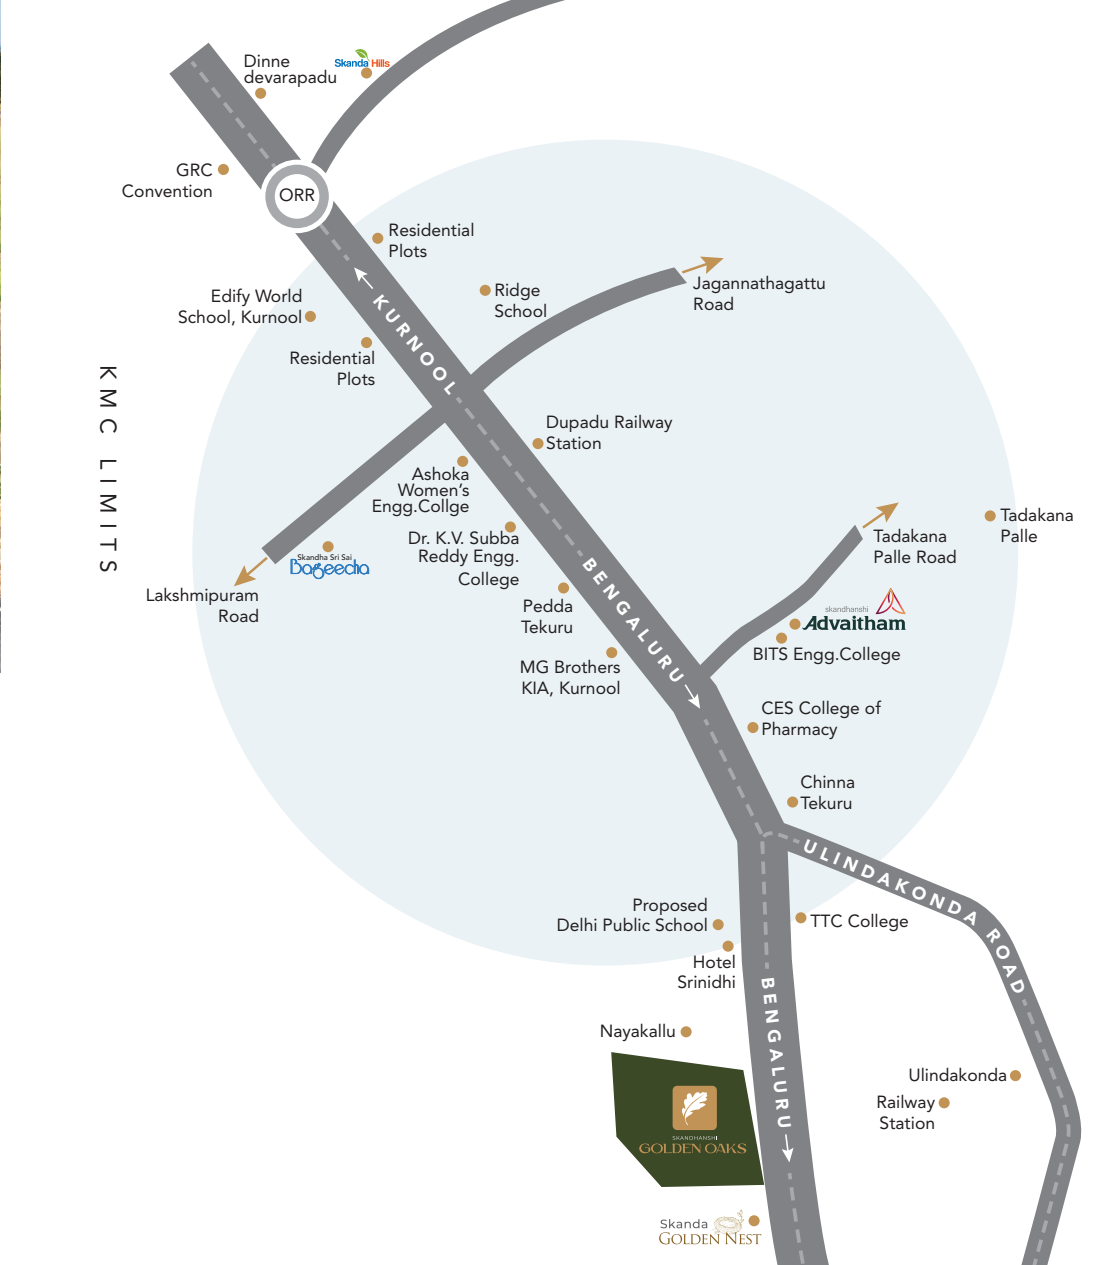 Dinne
devarapadu
Skanda Hills
GRC
Convention
ORR
Residential
Plots
Ridge
School
Jagannathagattu
Road
Edify World
School, Kurnool
Residential
Plots
KURNOOL
KMC LIMITS
Dupadu Railway
Station
Ashoka
Women's
Engg.Collge
Dr. K.V. Subba
Reddy Engg.
College
Skandha Sri Sai
Bageecha
Lakshmipuram
Road
Pedda
Tekuru
MG Brothers
KIA, Kurnool
BENGALURU
Tadakana
Palle Road
Tadakana
Palle
skandhanshi
Advaitham
BITS Engg.College
CES College of
Pharmacy
Chinna
Tekuru
ULINDAKONDA ROAD
Proposed
Delhi Public School
TTC College
Hotel
Srinidhi
BENGALURU
Nayakallu
Ulindakonda
Railway
Station
SKANDHANSHI
GOLDEN OAKS
Skanda
GOLDEN NEST